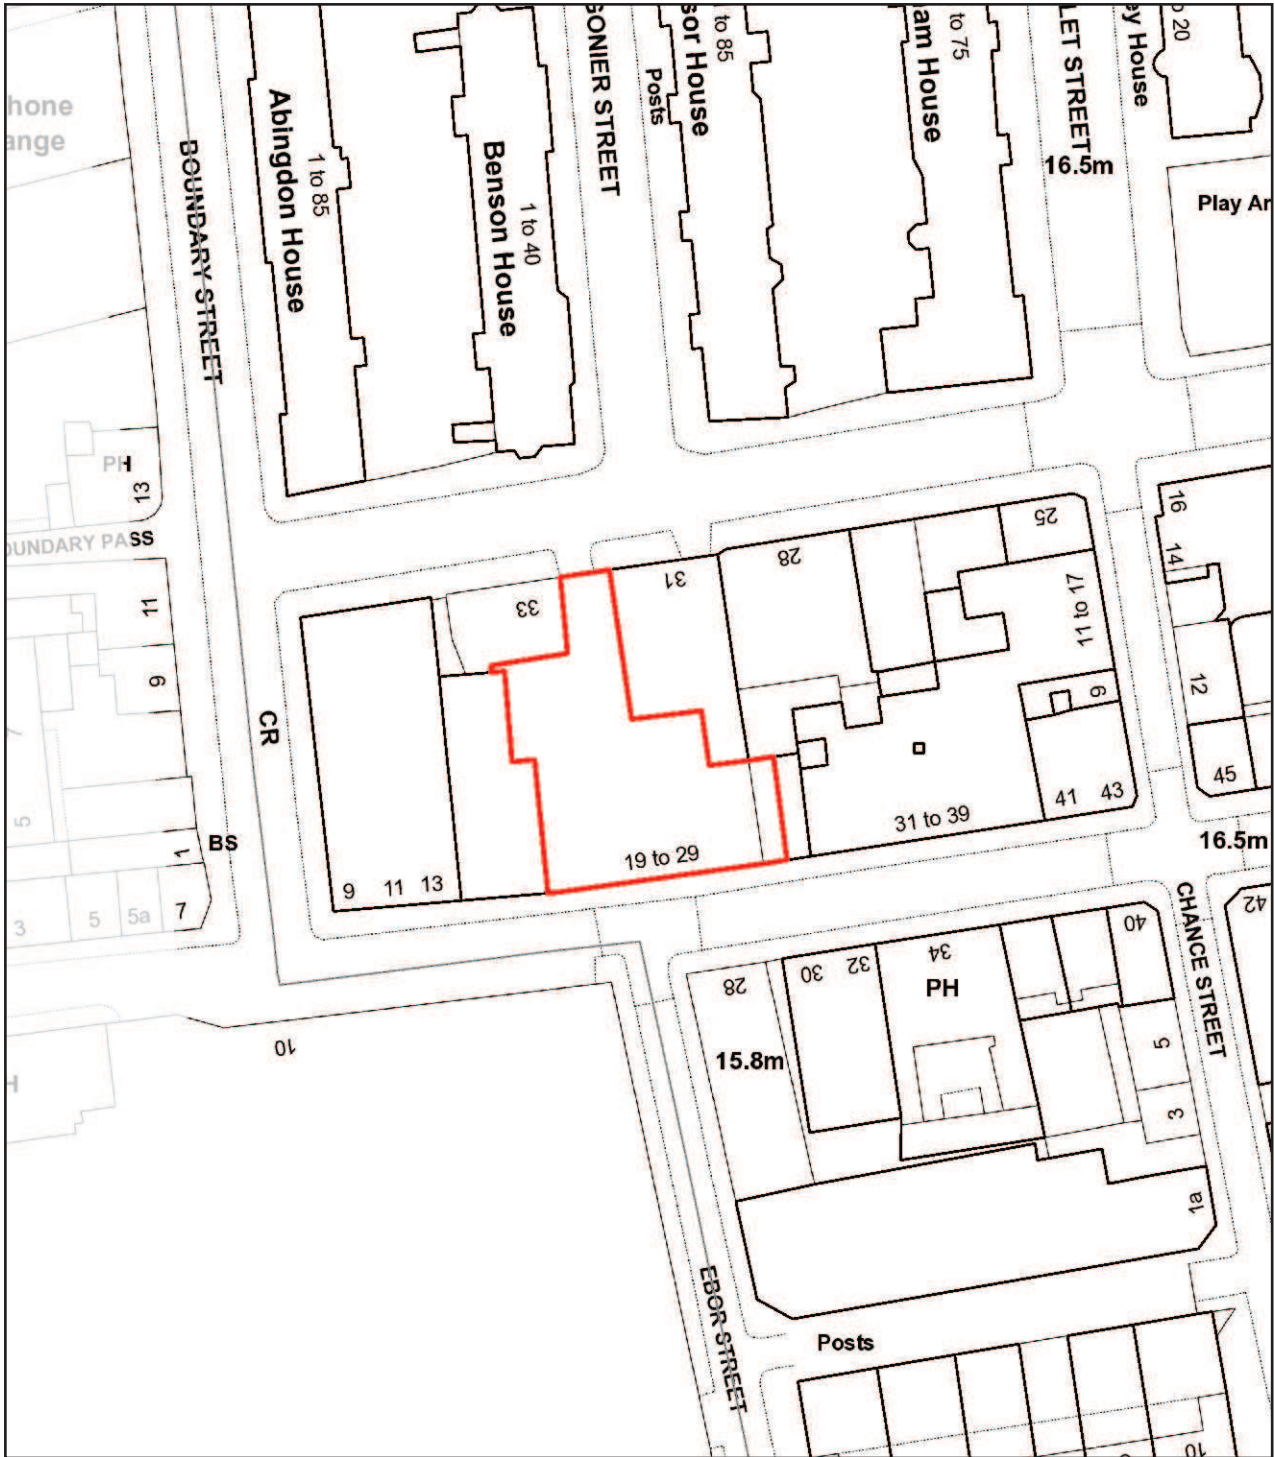 hone
ange
BOUNDARY STREET
Abingdon House
1 to 85
Benson House
1 to 40
GONIER STREET
Posts
sor House
to 85
am House
to 75
LET STREET
16.5m
ey House
20
Play Ar
PH
13
OUNDARY PASS
11
9
7
5
1
BS
3
5
5a
7
CR
33
31
28
25
11 to 17
9
41
43
31 to 39
19 to 29
9
11
13
16
14
12
45
16.5m
CHANCE STREET
42
40
34
PH
32
30
28
15.8m
5
3
1a
10
H
EBOR STREET
Posts
10